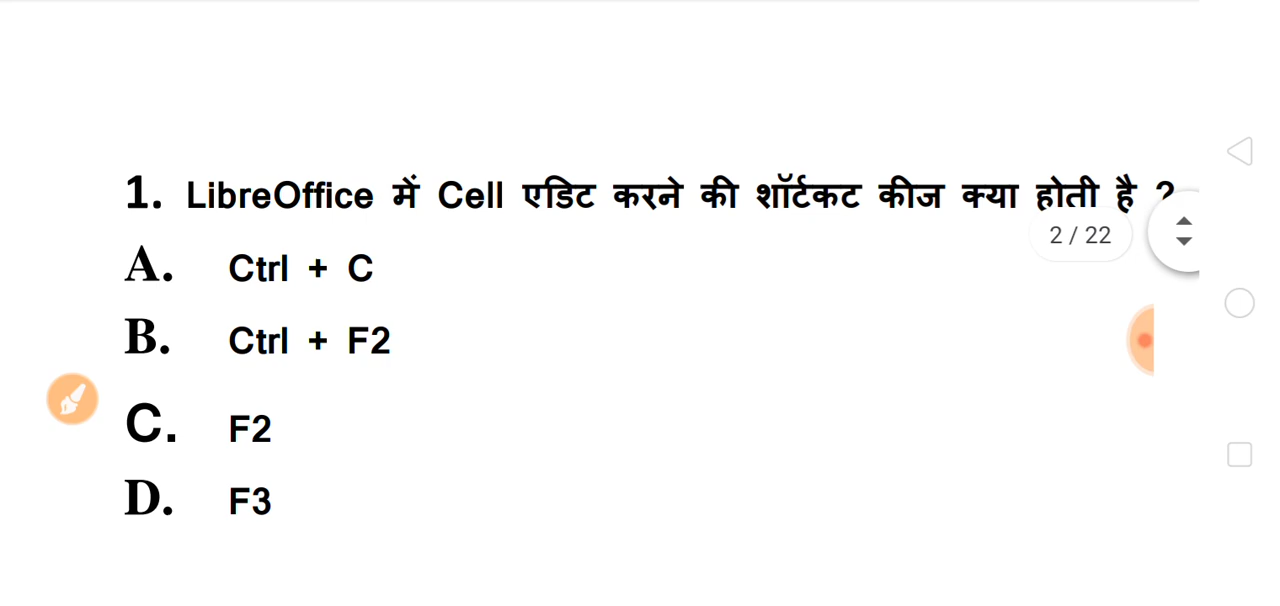 1. LibreOffice में Cell एडिट करने की शॉर्टकट कीज क्या होती है ?
2 / 22
A. Ctrl + C
B. Ctrl + F2
C. F2
D. F3